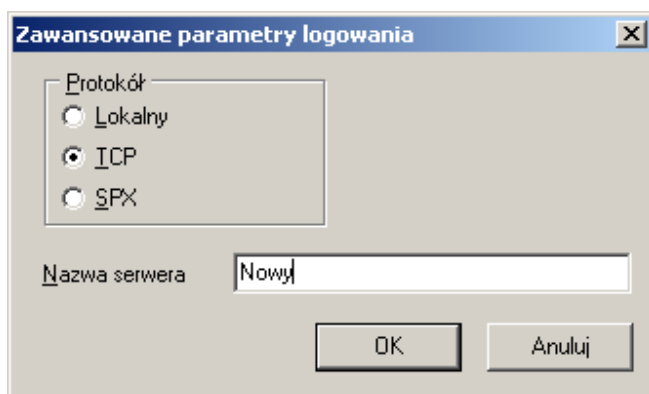 Zawansowane parametry logowania
Protokół
Lokalny
TCP
SPX
Nazwa serwera Nowy
OK Anuluj